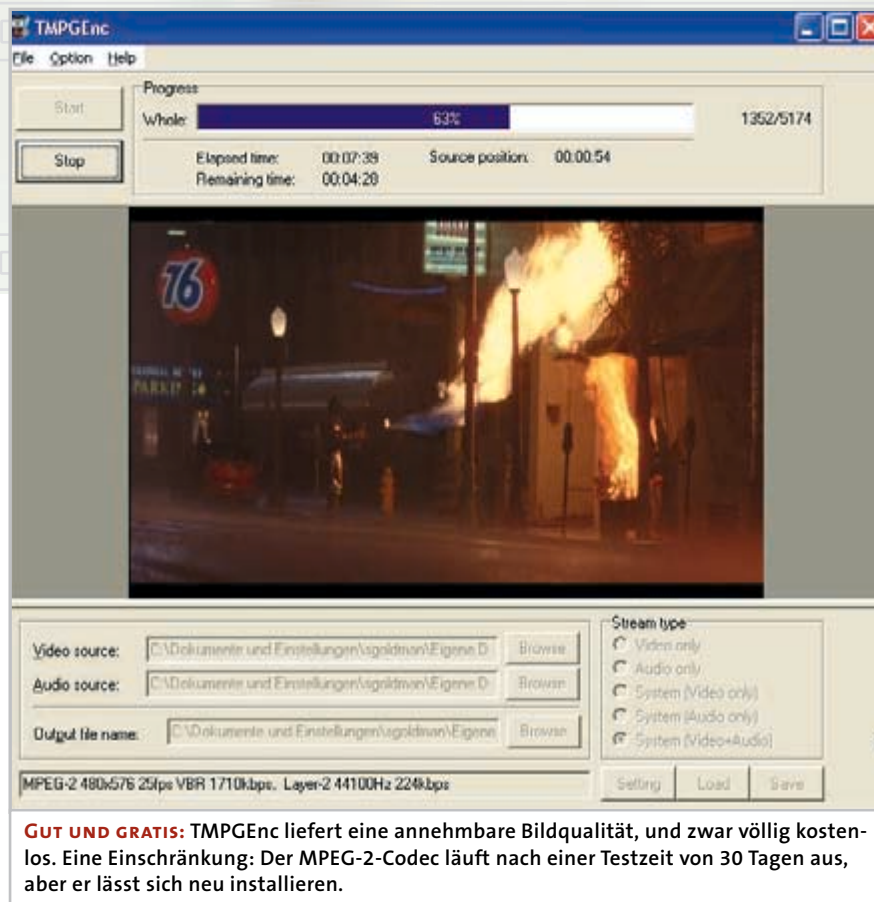 TMPGEnc
File Option Help
Progress
Start
Whole: 63% 1352/5174
Stop
Elapsed time: 00:07:39 Source position: 00:00:54
Remaining time: 00:04:28
76
Video source: C:\Dokumente und Einstellungen\sgoldman\Eigene D Browse
Audio source: C:\Dokumente und Einstellungen\sgoldman\Eigene D Browse
Output file name: C:\Dokumente und Einstellungen\sgoldman\Eigene Browse
Stream type
Video only
Audio only
System (Video only)
System (Audio only)
System (Video+Audio)
MPEG-2 480x576 25fps VBR 1710kbps, Layer-2 44100Hz 224kbps
Setting Load Save
GUT UND GRATIS: TMPGEnc liefert eine annehmbare Bildqualität, und zwar völlig kosten-
los. Eine Einschränkung: Der MPEG-2-Codec läuft nach einer Testzeit von 30 Tagen aus,
aber er lässt sich neu installieren.